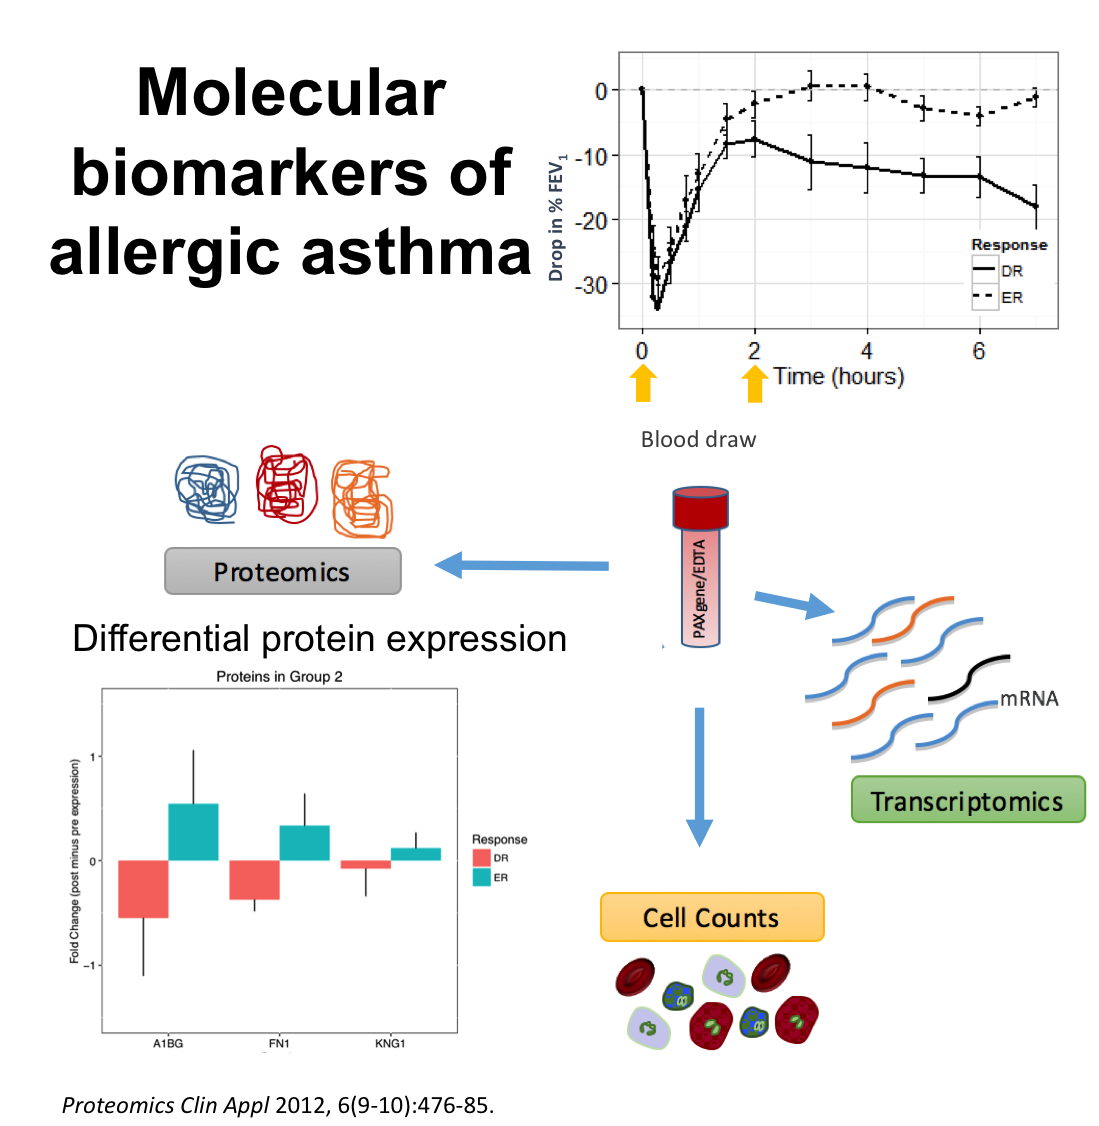 Molecular
biomarkers of
allergic asthma
Drop in % FEV1
0
-10
-20
-30
Response
DR
ER
0 2 4 6
Time (hours)
Blood draw
PAXgene/EDTA
Proteomics
Differential protein expression
mRNA
Transcriptomics
Proteins in Group 2
Fold Change (post minus pre expression)
1
0
−1
Response
DR
ER
A1BG FN1 KNG1
Cell Counts
Proteomics Clin Appl 2012, 6(9-10):476-85.